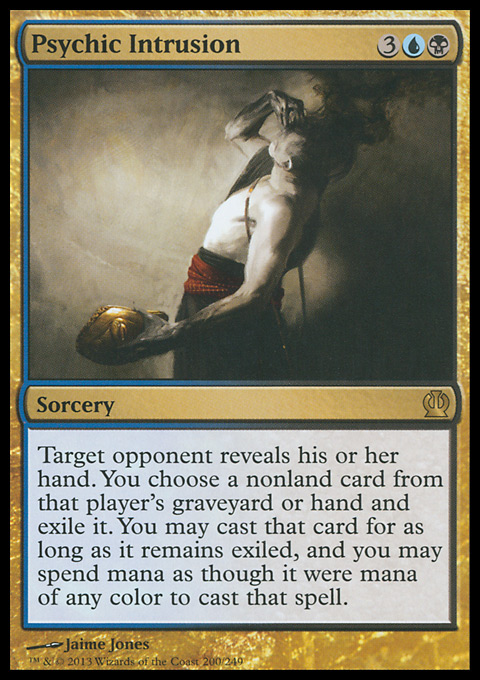 Psychic Intrusion 3
Sorcery
Target opponent reveals his or her
hand. You choose a nonland card from
that player's graveyard or hand and
exile it. You may cast that card for as
long as it remains exiled, and you may
spend mana as though it were mana
of any color to cast that spell.
Jaime Jones
™ & © 2013 Wizards of the Coast 200/249